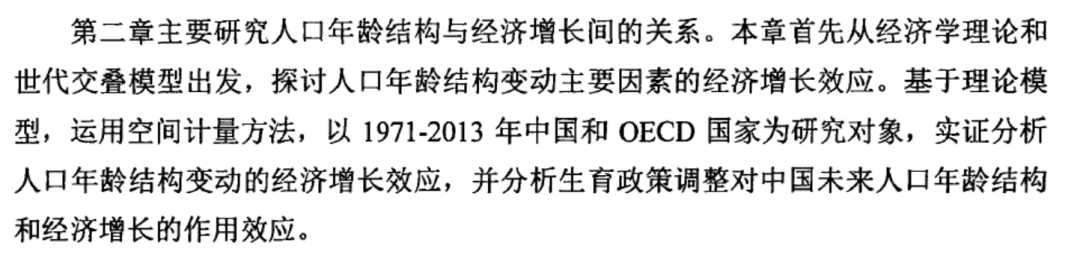 第二章主要研究人口年龄结构与经济增长间的关系。本章首先从经济学理论和
世代交叠模型出发，探讨人口年龄结构变动主要因素的经济增长效应。基于理论模
型，运用空间计量方法，以 1971-2013 年中国和 OECD 国家为研究对象，实证分析
人口年龄结构变动的经济增长效应，并分析生育政策调整对中国未来人口年龄结构
和经济增长的作用效应。